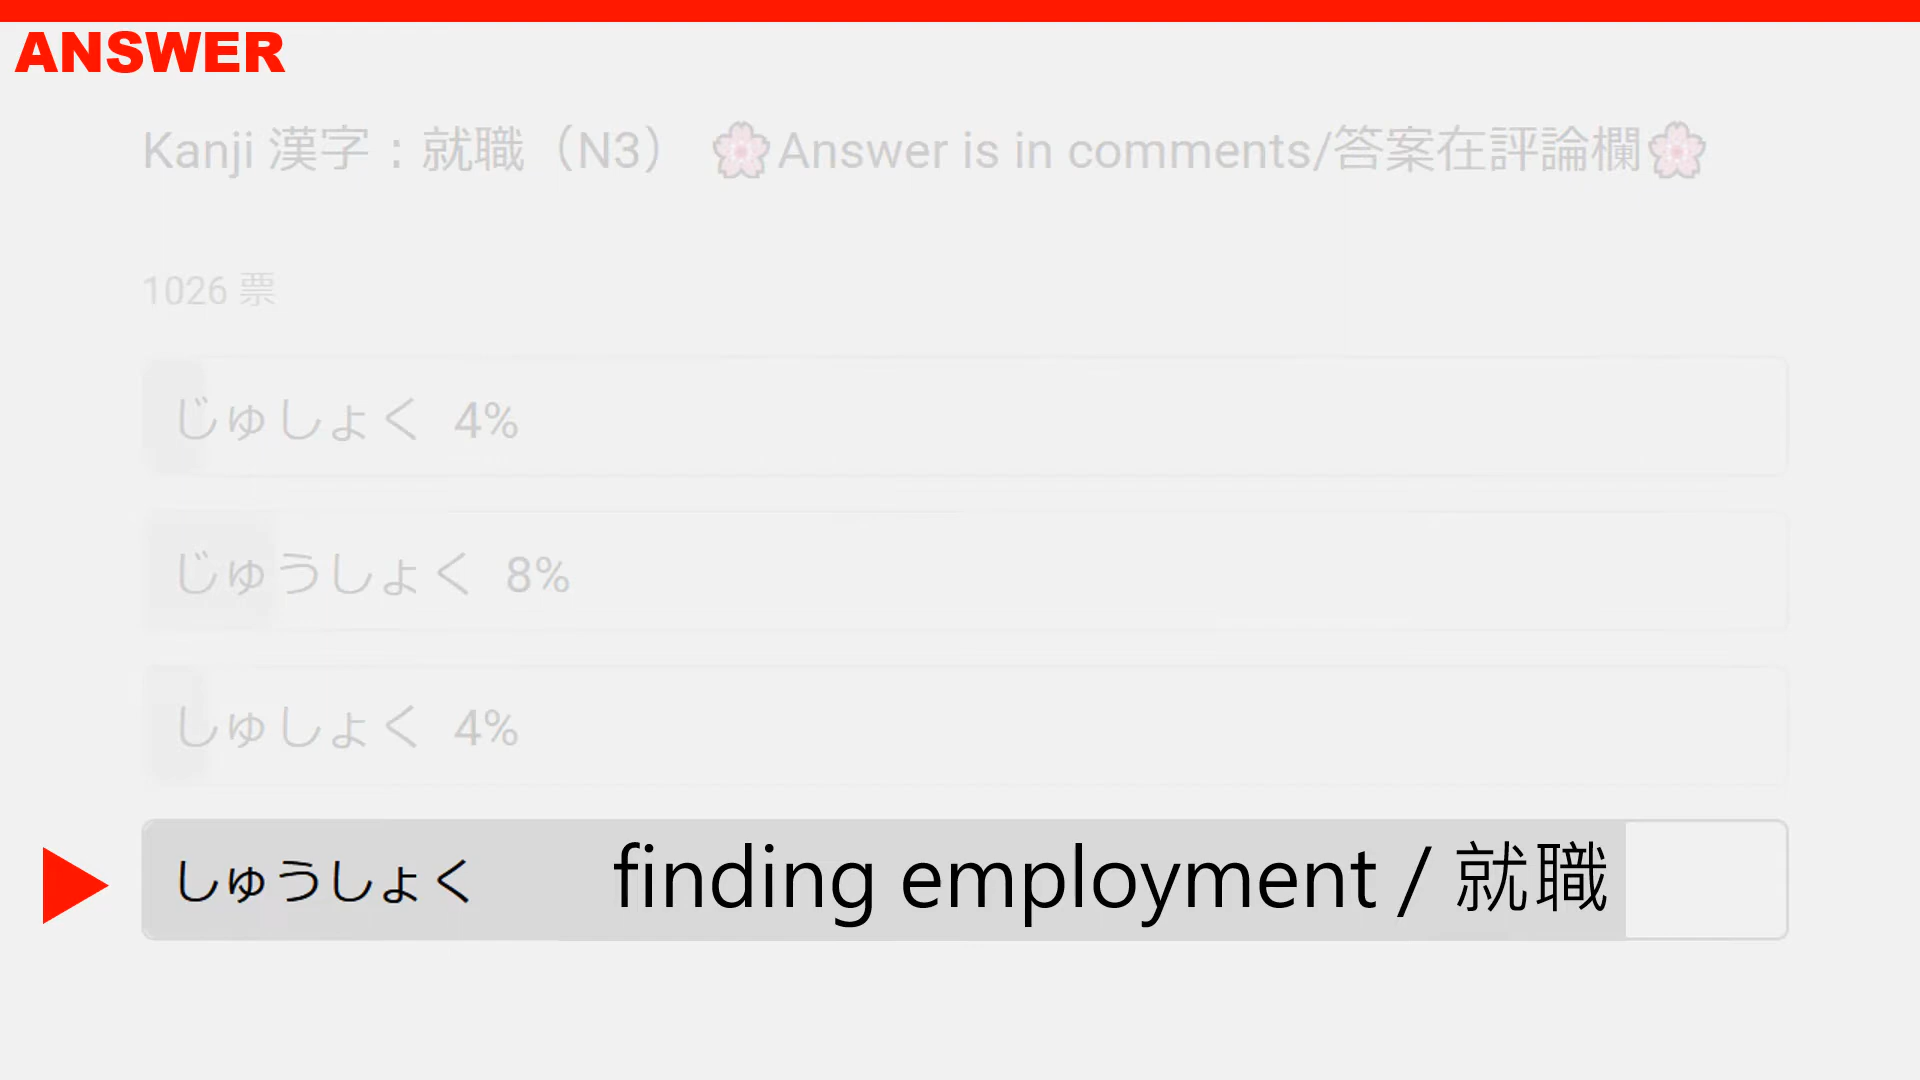 ANSWER
Kanji 漢字：就職（N3） 🌸Answer is in comments/答案在評論欄🌸
1026 票
じゅしょく 4%
じゅうしょく 8%
しゅしょく 4%
しゅうしょく finding employment / 就職